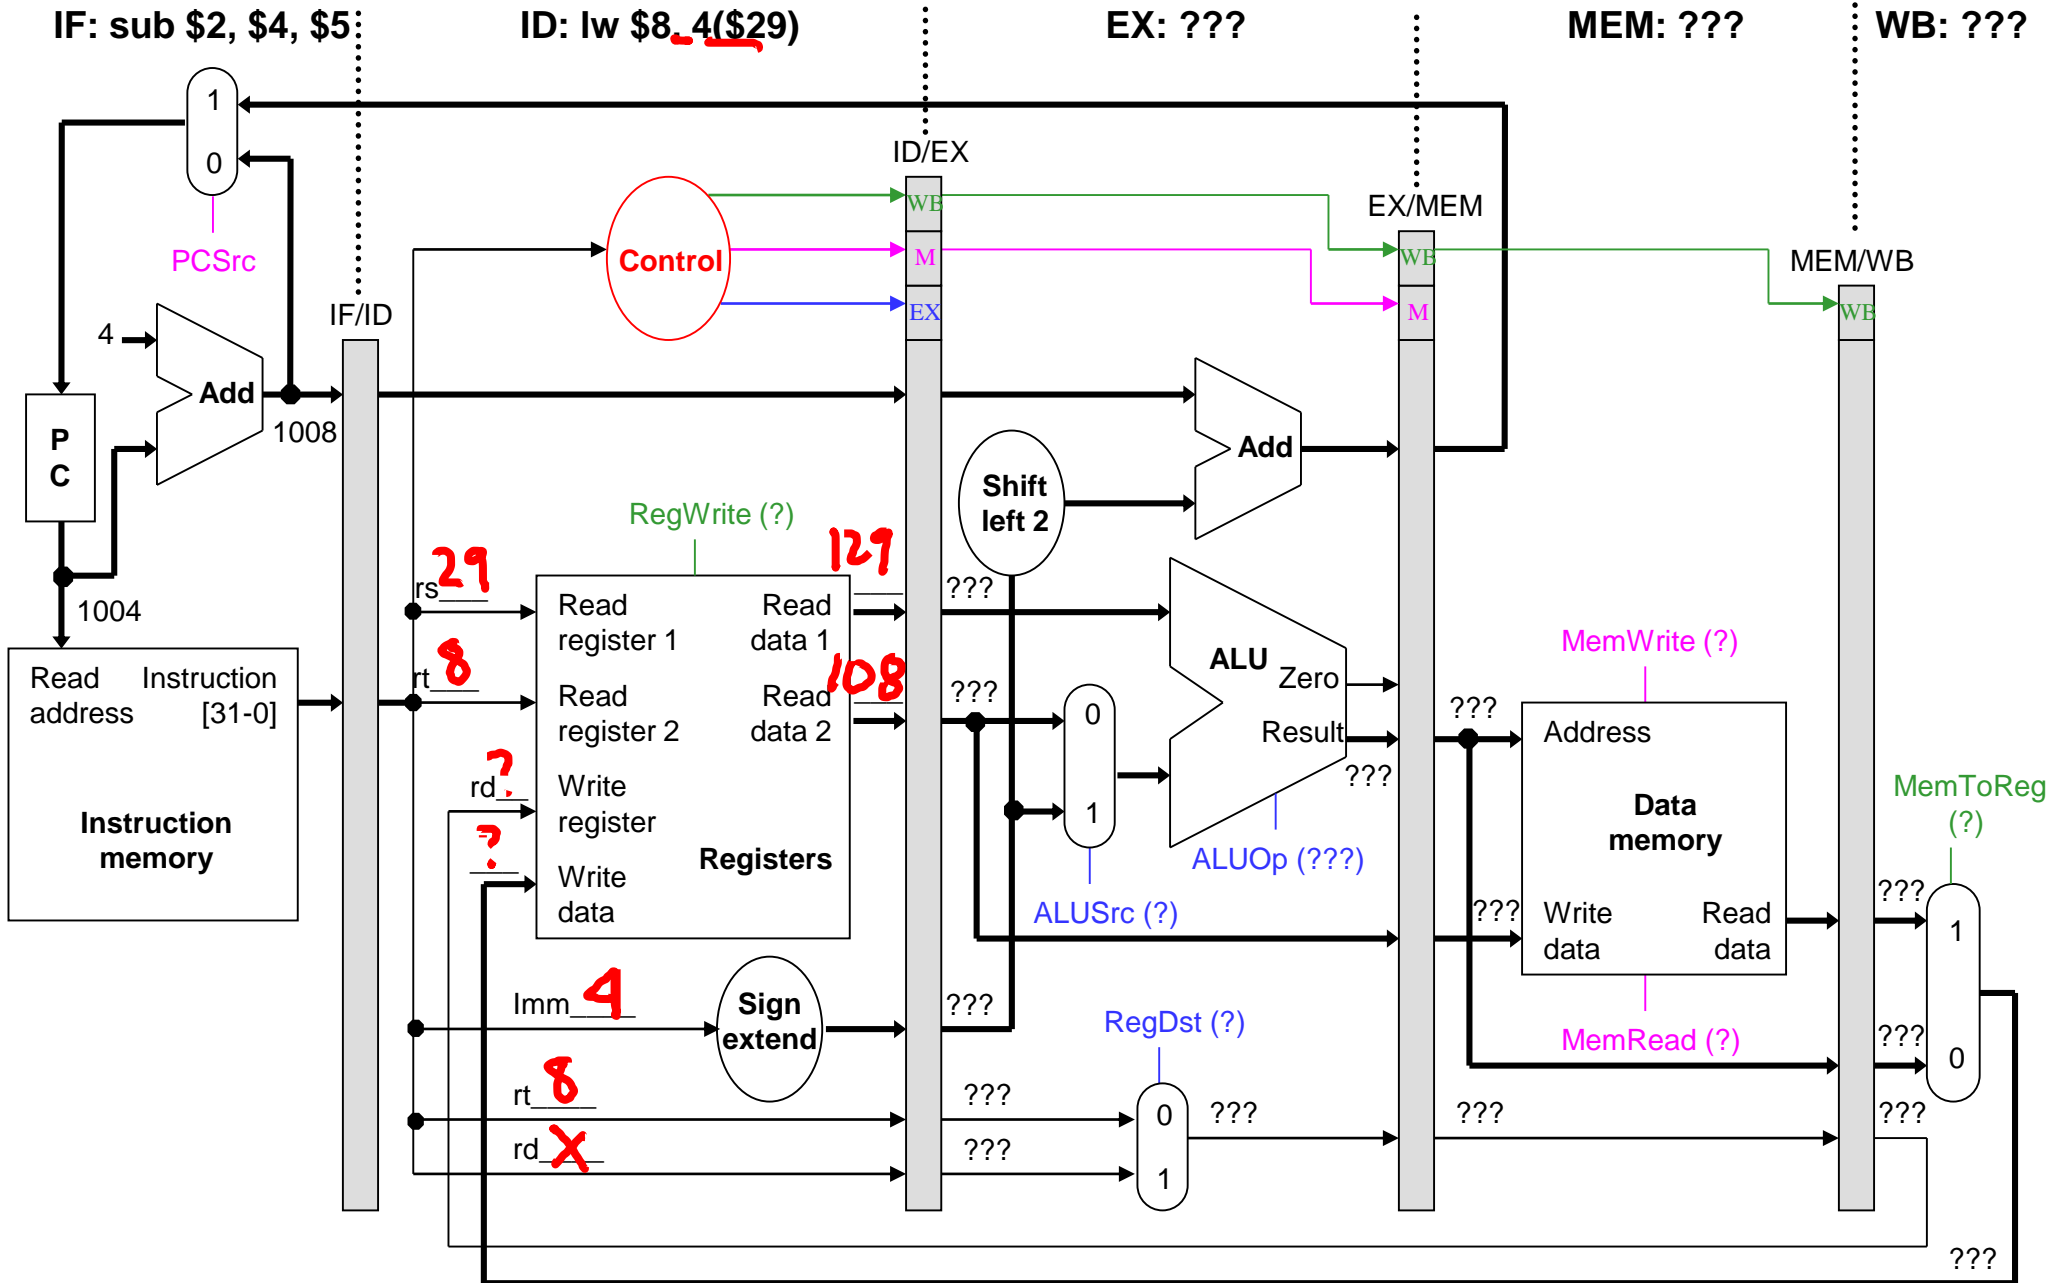 IF: sub $2, $4, $5
ID: lw $8, 4($29)
EX: ???
MEM: ???
WB: ???
1
0
PCSrc
4
Add
1008
P
C
1004
Read
address
Instruction
[31-0]
Instruction
memory
IF/ID
Control
ID/EX
WB
M
EX
EX/MEM
WB
M
MEM/WB
WB
RegWrite (?)
rs 29
rt 8
rd ?
?
Read
register 1
Read
data 1
Read
register 2
Read
data 2
Write
register
Write
data
Registers
129
108
Imm 4
Sign
extend
rt 8
rd X
Shift
left 2
Add
???
???
???
???
???
0
1
ALUSrc (?)
ALU
Zero
Result
???
ALUOp (???)
RegDst (?)
0
1
???
???
???
???
MemWrite (?)
Address
Data
memory
Write
data
Read
data
MemRead (?)
MemToReg
(?)
???
1
???
0
???
???